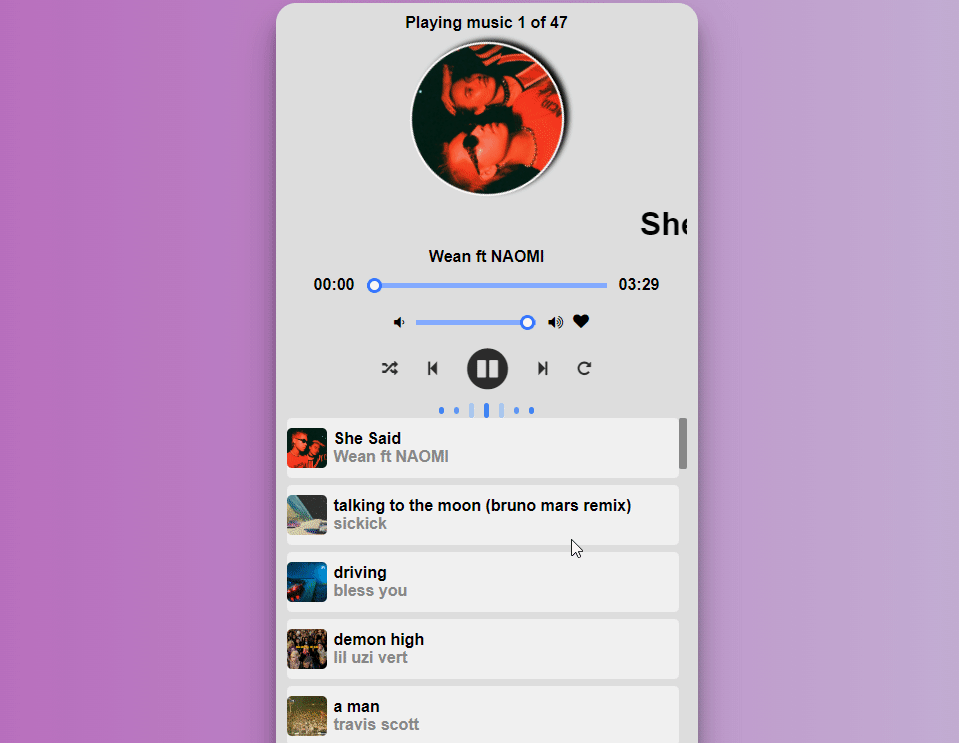 Playing music 1 of 47
She
Wean ft NAOMI
00:00 03:29
She Said
Wean ft NAOMI
talking to the moon (bruno mars remix)
sickick
driving
bless you
demon high
lil uzi vert
a man
travis scott